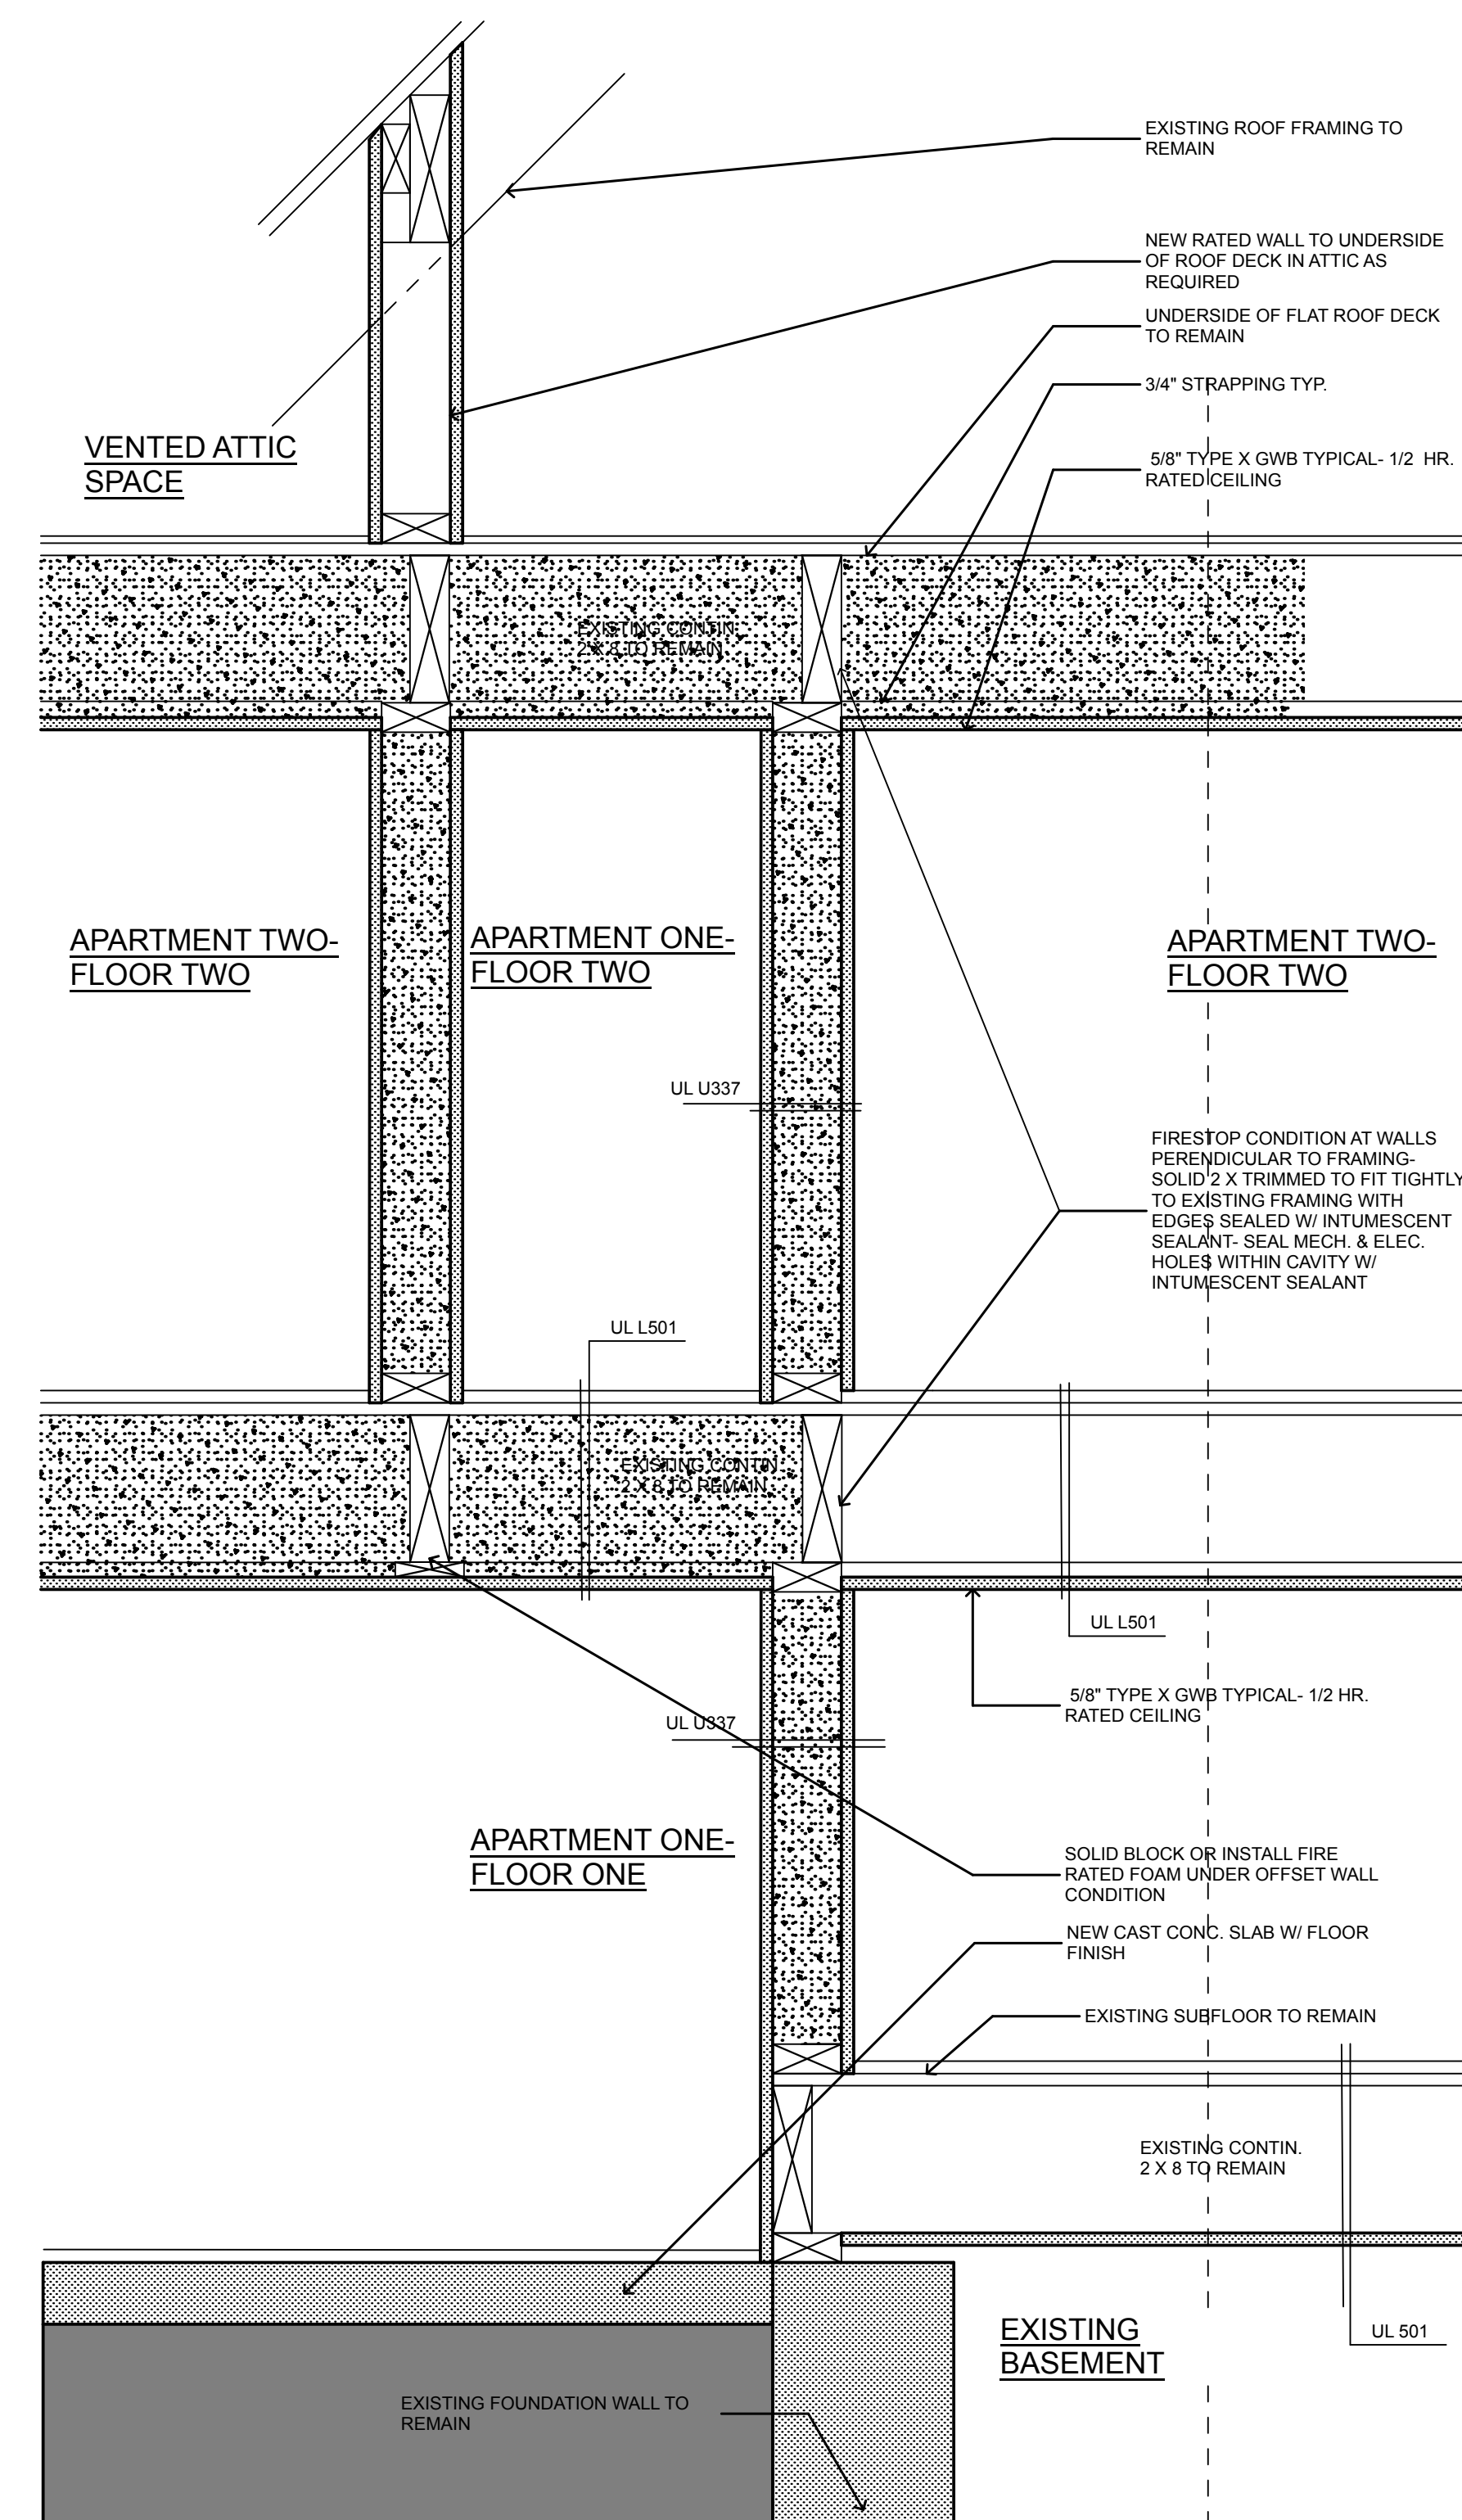 EXISTING ROOF FRAMING TO
REMAIN
NEW RATED WALL TO UNDERSIDE
OF ROOF DECK IN ATTIC AS
REQUIRED
UNDERSIDE OF FLAT ROOF DECK
TO REMAIN
3/4" STRAPPING TYP.
VENTED ATTIC
SPACE
5/8" TYPE X GWB TYPICAL- 1/2 HR.
RATED CEILING
EXISTING CONTIN.
2 X 8 TO REMAIN
APARTMENT TWO-
FLOOR TWO
APARTMENT ONE-
FLOOR TWO
APARTMENT TWO-
FLOOR TWO
UL U337
FIRESTOP CONDITION AT WALLS
PERENDICULAR TO FRAMING-
SOLID 2 X TRIMMED TO FIT TIGHTLY
TO EXISTING FRAMING WITH
EDGES SEALED W/ INTUMESCENT
SEALANT- SEAL MECH. & ELEC.
HOLES WITHIN CAVITY W/
INTUMESCENT SEALANT
UL L501
EXISTING CONTIN.
2 X 8 TO REMAIN
UL L501
5/8" TYPE X GWB TYPICAL- 1/2 HR.
RATED CEILING
UL U337
APARTMENT ONE-
FLOOR ONE
SOLID BLOCK OR INSTALL FIRE
RATED FOAM UNDER OFFSET WALL
CONDITION
NEW CAST CONC. SLAB W/ FLOOR
FINISH
EXISTING SUBFLOOR TO REMAIN
EXISTING CONTIN.
2 X 8 TO REMAIN
EXISTING
BASEMENT
UL 501
EXISTING FOUNDATION WALL TO
REMAIN